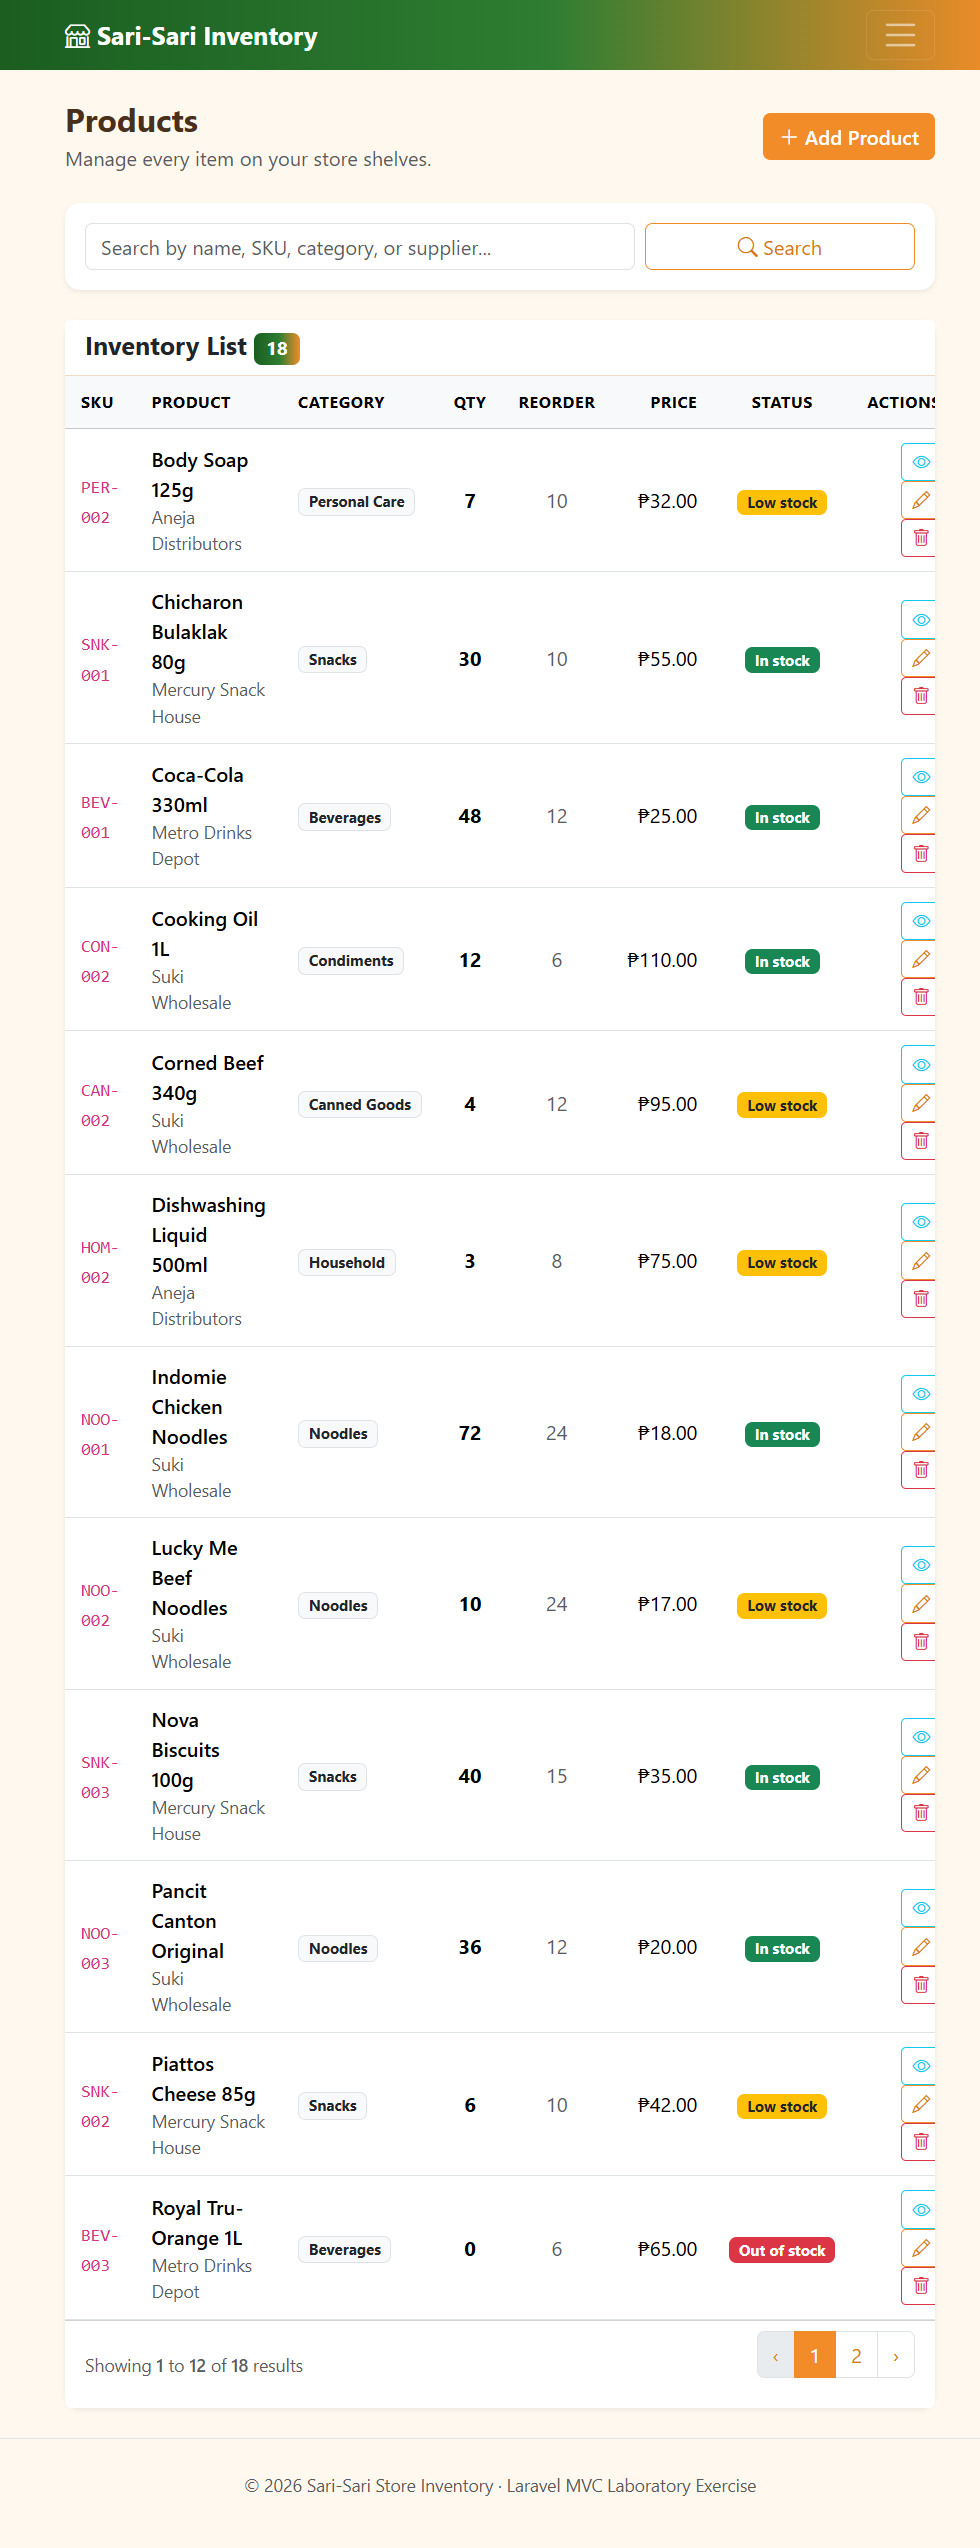 Sari-Sari Inventory
Products
Manage every item on your store shelves.
+ Add Product
Search by name, SKU, category, or supplier...
Search
Inventory List 18
SKU PRODUCT CATEGORY QTY REORDER PRICE STATUS ACTIONS
PER-
002
Body Soap
125g
Aneja
Distributors
Personal Care 7 10 ₱32.00 Low stock
SNK-
001
Chicharon
Bulaklak
80g
Mercury Snack
House
Snacks 30 10 ₱55.00 In stock
BEV-
001
Coca-Cola
330ml
Metro Drinks
Depot
Beverages 48 12 ₱25.00 In stock
CON-
002
Cooking Oil
1L
Suki
Wholesale
Condiments 12 6 ₱110.00 In stock
CAN-
002
Corned Beef
340g
Suki
Wholesale
Canned Goods 4 12 ₱95.00 Low stock
HOM-
002
Dishwashing
Liquid
500ml
Aneja
Distributors
Household 3 8 ₱75.00 Low stock
NOO-
001
Indomie
Chicken
Noodles
Suki
Wholesale
Noodles 72 24 ₱18.00 In stock
NOO-
002
Lucky Me
Beef
Noodles
Suki
Wholesale
Noodles 10 24 ₱17.00 Low stock
SNK-
003
Nova
Biscuits
100g
Mercury Snack
House
Snacks 40 15 ₱35.00 In stock
NOO-
003
Pancit
Canton
Original
Suki
Wholesale
Noodles 36 12 ₱20.00 In stock
SNK-
002
Piattos
Cheese 85g
Mercury Snack
House
Snacks 6 10 ₱42.00 Low stock
BEV-
003
Royal Tru-
Orange 1L
Metro Drinks
Depot
Beverages 0 6 ₱65.00 Out of stock
Showing 1 to 12 of 18 results
‹ 1 2 ›
© 2026 Sari-Sari Store Inventory · Laravel MVC Laboratory Exercise